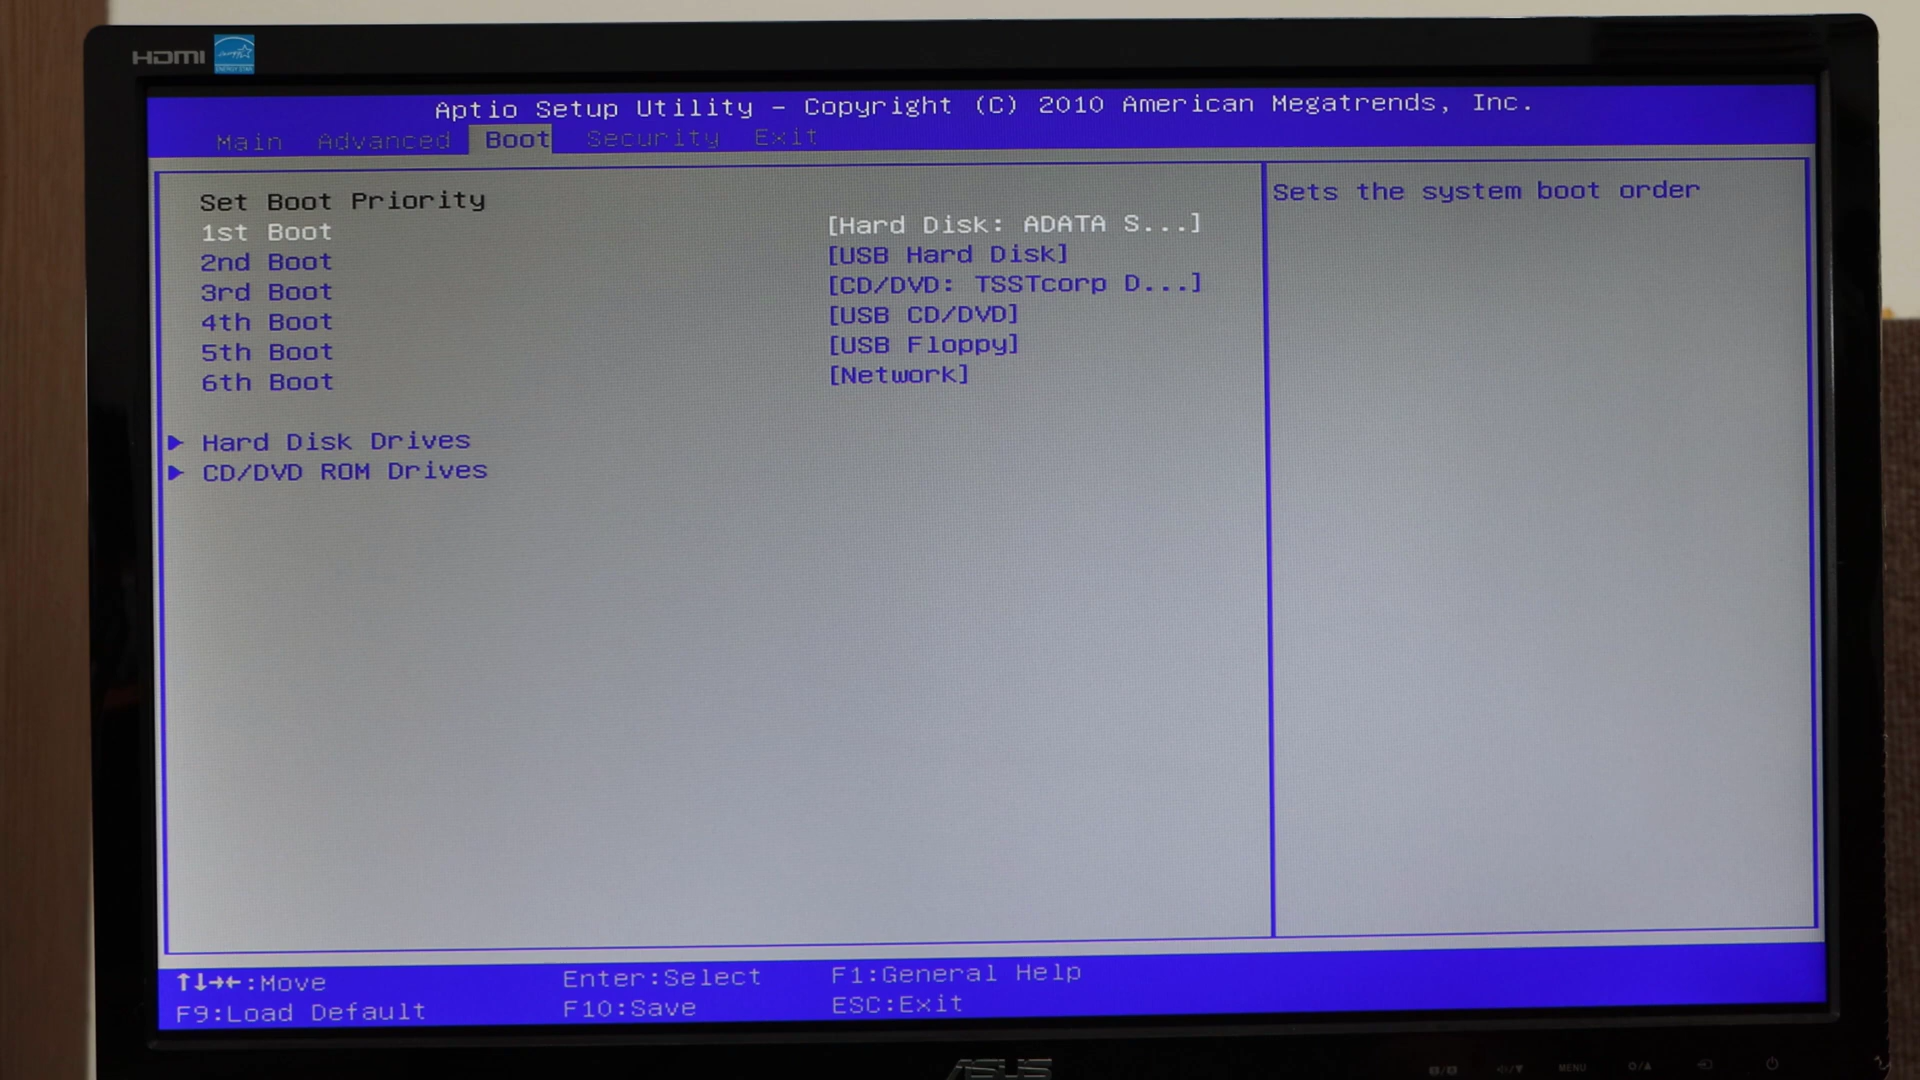 HDMI
ENERGY STAR
Aptio Setup Utility – Copyright (C) 2010 American Megatrends, Inc.
Main Advanced Boot Security Exit
Set Boot Priority
1st Boot [Hard Disk: ADATA S...]
2nd Boot [USB Hard Disk]
3rd Boot [CD/DVD: TSSTcorp D...]
4th Boot [USB CD/DVD]
5th Boot [USB Floppy]
6th Boot [Network]
▶ Hard Disk Drives
▶ CD/DVD ROM Drives
Sets the system boot order
↑↓→←:Move Enter:Select F1:General Help
F9:Load Default F10:Save ESC:Exit
ASUS
MENU